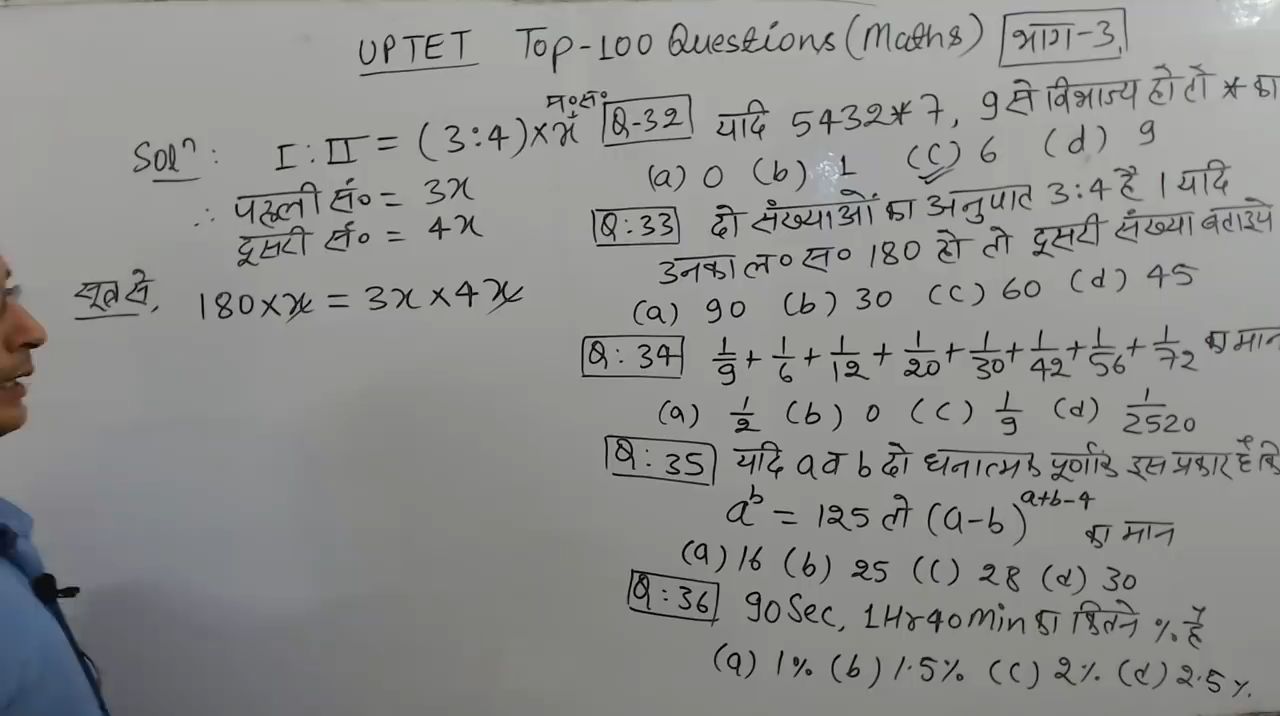 UPTET Top-100 Questions (Maths) भाग-3
Solⁿ: I : II = (3:4) × x
म०स०
∴ पहली सं० = 3x
दूसरी सं० = 4x
सूत्र से, 180 × x = 3x × 4x
Q-32 यदि 5432*7, 9 से विभाज्य हो तो * का
(a) 0 (b) 1 (c) 6 (d) 9
Q:33 दो संख्याओं का अनुपात 3:4 है । यदि
उनका ल० स० 180 हो तो दूसरी संख्या बताइये
(a) 90 (b) 30 (c) 60 (d) 45
Q:34 1/9 + 1/6 + 1/12 + 1/20 + 1/30 + 1/42 + 1/56 + 1/72 का मान
(a) 1/2 (b) 0 (c) 1/9 (d) 1/2520
Q:35 यदि a व b दो धनात्मक पूर्णांक इस प्रकार हैं कि
a^b = 125 तो (a-b)^(a+b-4) का मान
(a) 16 (b) 25 (c) 28 (d) 30
Q:36 90 Sec, 1 Hr 40 min का कितने % है
(a) 1% (b) 1.5% (c) 2% (d) 2.5%